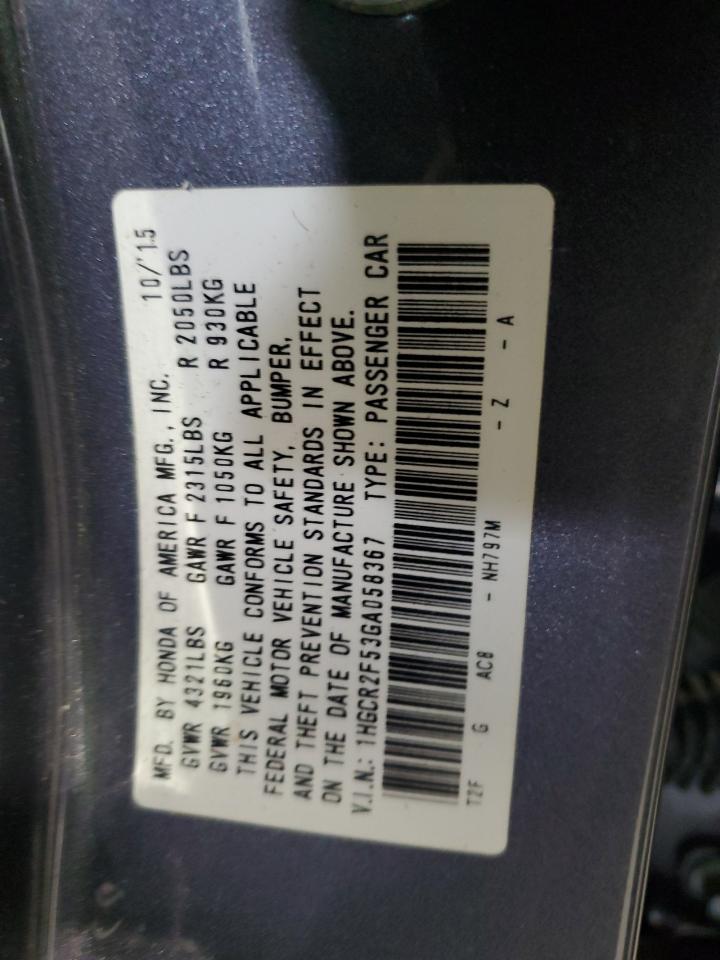 MFD. BY HONDA OF AMERICA MFG., INC. 10/'15
GVWR 4321LBS GAWR F 2315LBS R 2050LBS
GVWR 1960KG GAWR F 1050KG R 930KG
THIS VEHICLE CONFORMS TO ALL APPLICABLE
FEDERAL MOTOR VEHICLE SAFETY, BUMPER,
AND THEFT PREVENTION STANDARDS IN EFFECT
ON THE DATE OF MANUFACTURE SHOWN ABOVE.
V.I.N.: 1HGCR2F53GA058367 TYPE: PASSENGER CAR
T2F G AC8 - NH797M - Z - A